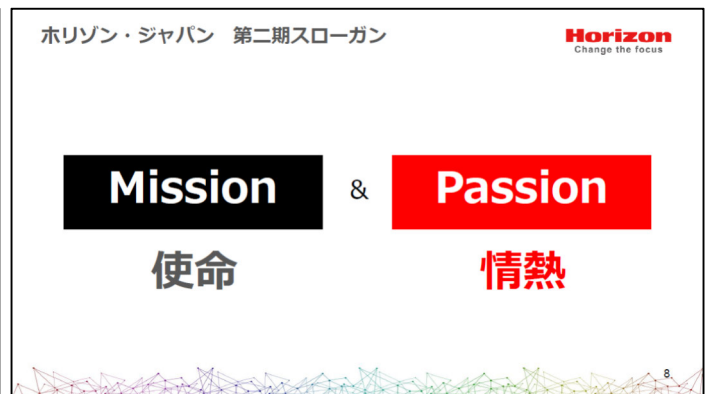 ホリゾン・ジャパン　第二期スローガン
Horizon
Change the focus
Mission & Passion
使命 情熱
8